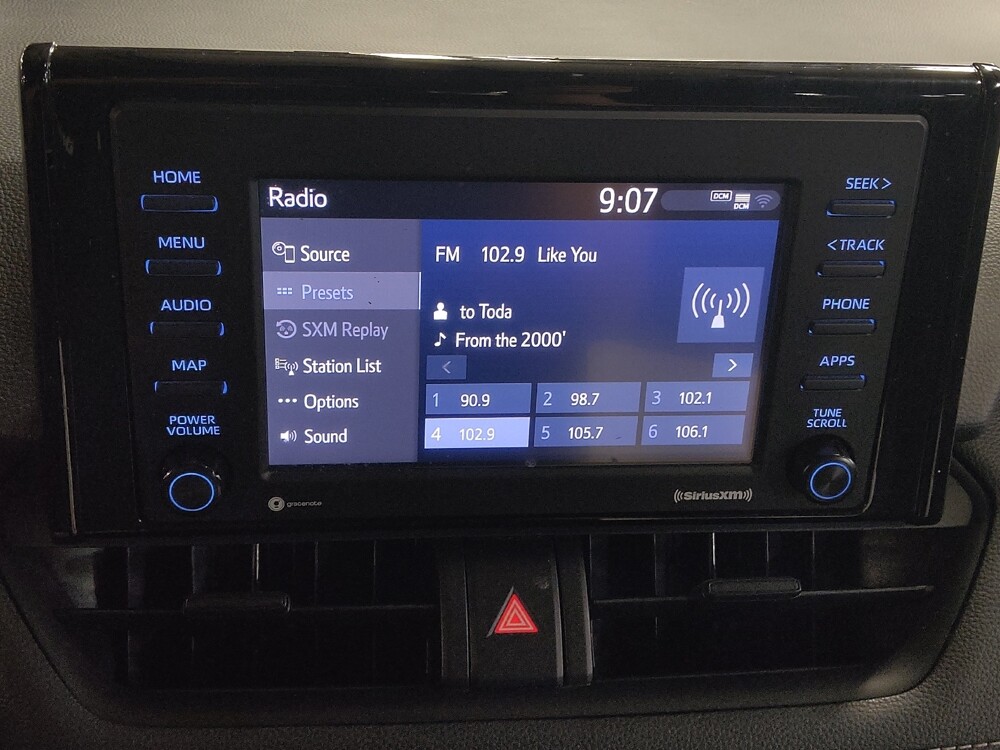 HOME
MENU
AUDIO
MAP
POWER
VOLUME
Radio
9:07
DCM
DCM
Source
Presets
SXM Replay
Station List
Options
Sound
FM 102.9 Like You
to Toda
From the 2000'
<
>
1 90.9
2 98.7
3 102.1
4 102.9
5 105.7
6 106.1
SEEK >
< TRACK
PHONE
APPS
TUNE
SCROLL
gracenote
((SiriusXM))